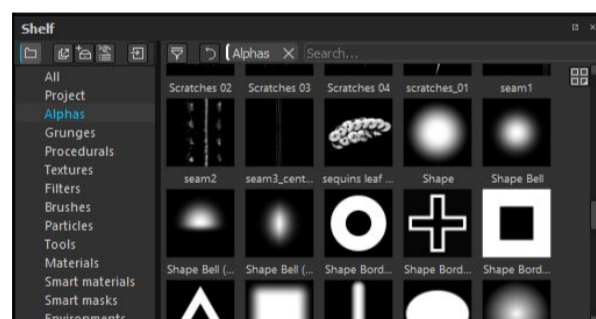 Shelf
Alphas
Search...
All
Project
Alphas
Grunges
Procedurals
Textures
Filters
Brushes
Particles
Tools
Materials
Smart materials
Smart masks
Environments
Scratches 02 Scratches 03 Scratches 04 scratches_01 seam1
seam2 seam3_cent... sequins leaf ... Shape Shape Bell
Shape Bell (... Shape Bell (... Shape Bord... Shape Bord... Shape Bord...